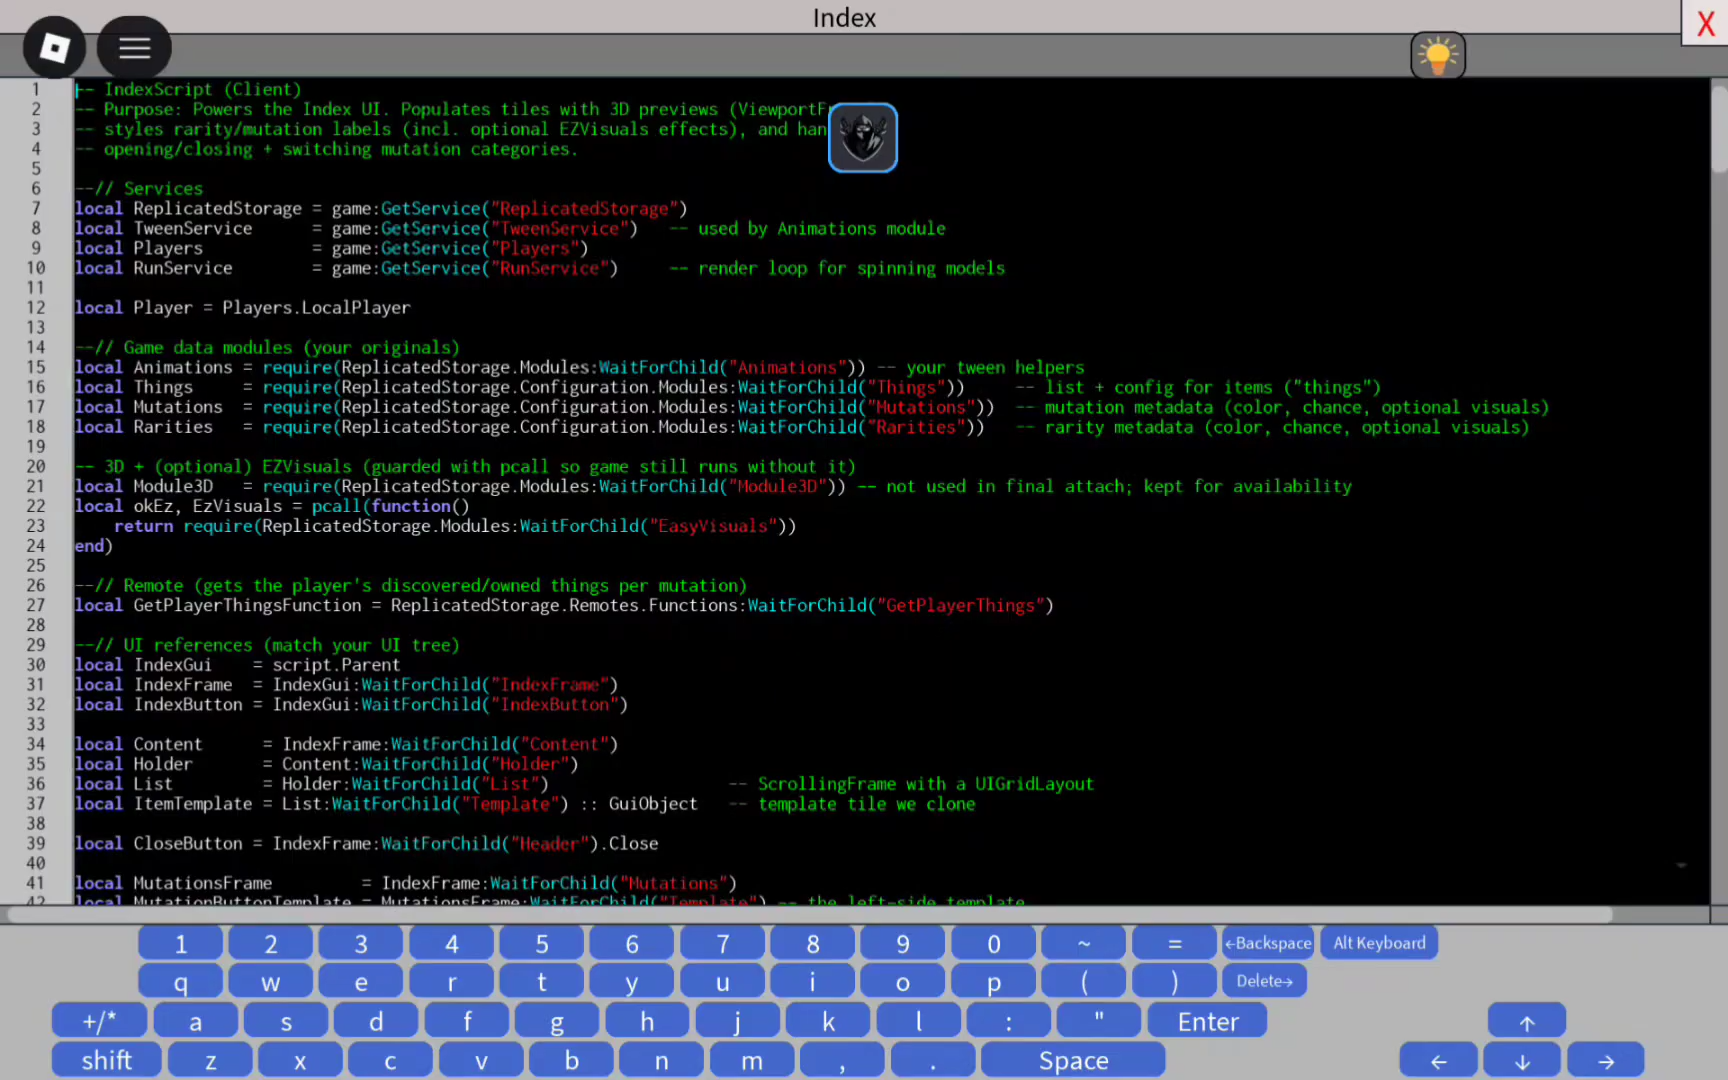 Index
X
1 -- IndexScript (Client)
2 -- Purpose: Powers the Index UI. Populates tiles with 3D previews (ViewportFr
3 -- styles rarity/mutation labels (incl. optional EZVisuals effects), and han
4 -- opening/closing + switching mutation categories.
5
6 --// Services
7 local ReplicatedStorage = game:GetService("ReplicatedStorage")
8 local TweenService      = game:GetService("TweenService")   -- used by Animations module
9 local Players           = game:GetService("Players")
10 local RunService        = game:GetService("RunService")     -- render loop for spinning models
11
12 local Player = Players.LocalPlayer
13
14 --// Game data modules (your originals)
15 local Animations = require(ReplicatedStorage.Modules:WaitForChild("Animations")) -- your tween helpers
16 local Things     = require(ReplicatedStorage.Configuration.Modules:WaitForChild("Things"))     -- list + config for items ("things")
17 local Mutations  = require(ReplicatedStorage.Configuration.Modules:WaitForChild("Mutations"))  -- mutation metadata (color, chance, optional visuals)
18 local Rarities   = require(ReplicatedStorage.Configuration.Modules:WaitForChild("Rarities"))   -- rarity metadata (color, chance, optional visuals)
19
20 -- 3D + (optional) EZVisuals (guarded with pcall so game still runs without it)
21 local Module3D   = require(ReplicatedStorage.Modules:WaitForChild("Module3D")) -- not used in final attach; kept for availability
22 local okEz, EzVisuals = pcall(function()
23     return require(ReplicatedStorage.Modules:WaitForChild("EasyVisuals"))
24 end)
25
26 --// Remote (gets the player's discovered/owned things per mutation)
27 local GetPlayerThingsFunction = ReplicatedStorage.Remotes.Functions:WaitForChild("GetPlayerThings")
28
29 --// UI references (match your UI tree)
30 local IndexGui    = script.Parent
31 local IndexFrame  = IndexGui:WaitForChild("IndexFrame")
32 local IndexButton = IndexGui:WaitForChild("IndexButton")
33
34 local Content      = IndexFrame:WaitForChild("Content")
35 local Holder       = Content:WaitForChild("Holder")
36 local List         = Holder:WaitForChild("List")                   -- ScrollingFrame with a UIGridLayout
37 local ItemTemplate = List:WaitForChild("Template") :: GuiObject   -- template tile we clone
38
39 local CloseButton = IndexFrame:WaitForChild("Header").Close
40
41 local MutationsFrame         = IndexFrame:WaitForChild("Mutations")
42 local MutationButtonTemplate = MutationsFrame:WaitForChild("Template") -- the left-side template
1 2 3 4 5 6 7 8 9 0 ~ = ←Backspace Alt Keyboard
q w e r t y u i o p ( ) Delete→
+/* a s d f g h j k l : " Enter ↑
shift z x c v b n m , . Space ← ↓ →